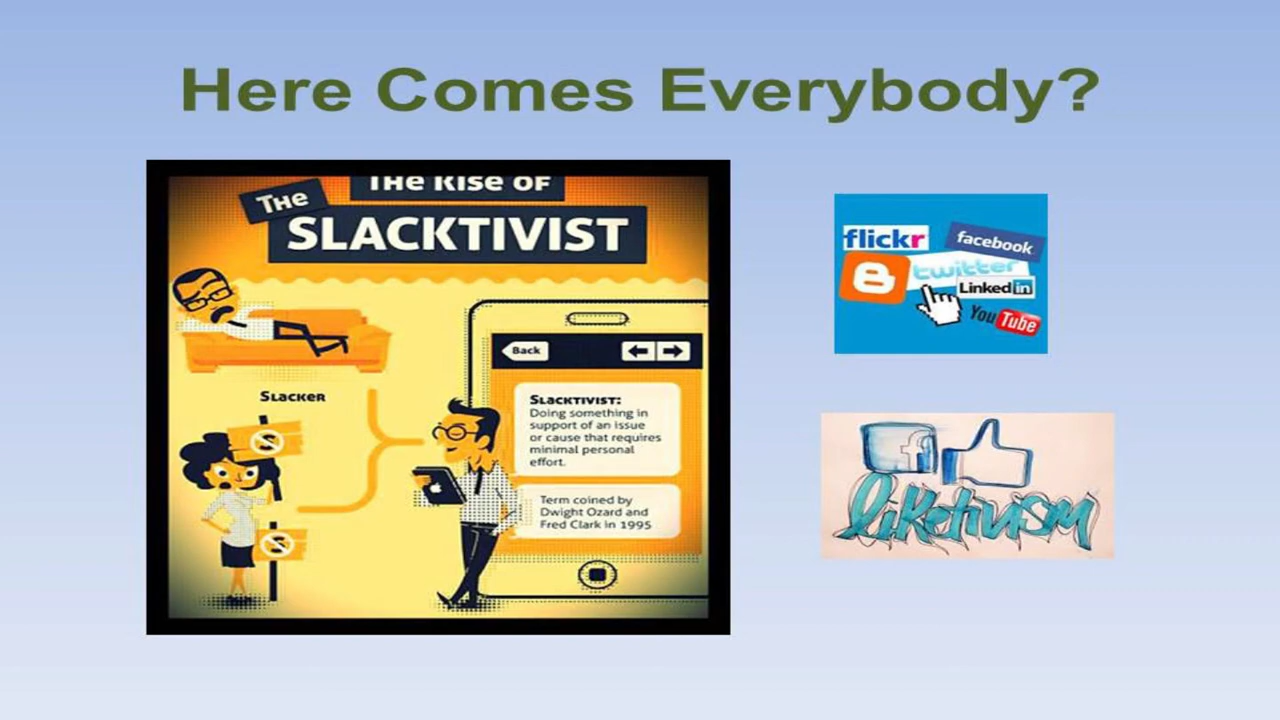 Here Comes Everybody?
The Rise of
The
SLACKTIVIST
Back
Slacker
Slacktivist:
Doing something in
support of an issue
or cause that requires
minimal personal
effort.
Term coined by
Dwight Ozard and
Fred Clark in 1995
flickr
facebook
twitter
Linked in
You Tube
f
liketivism